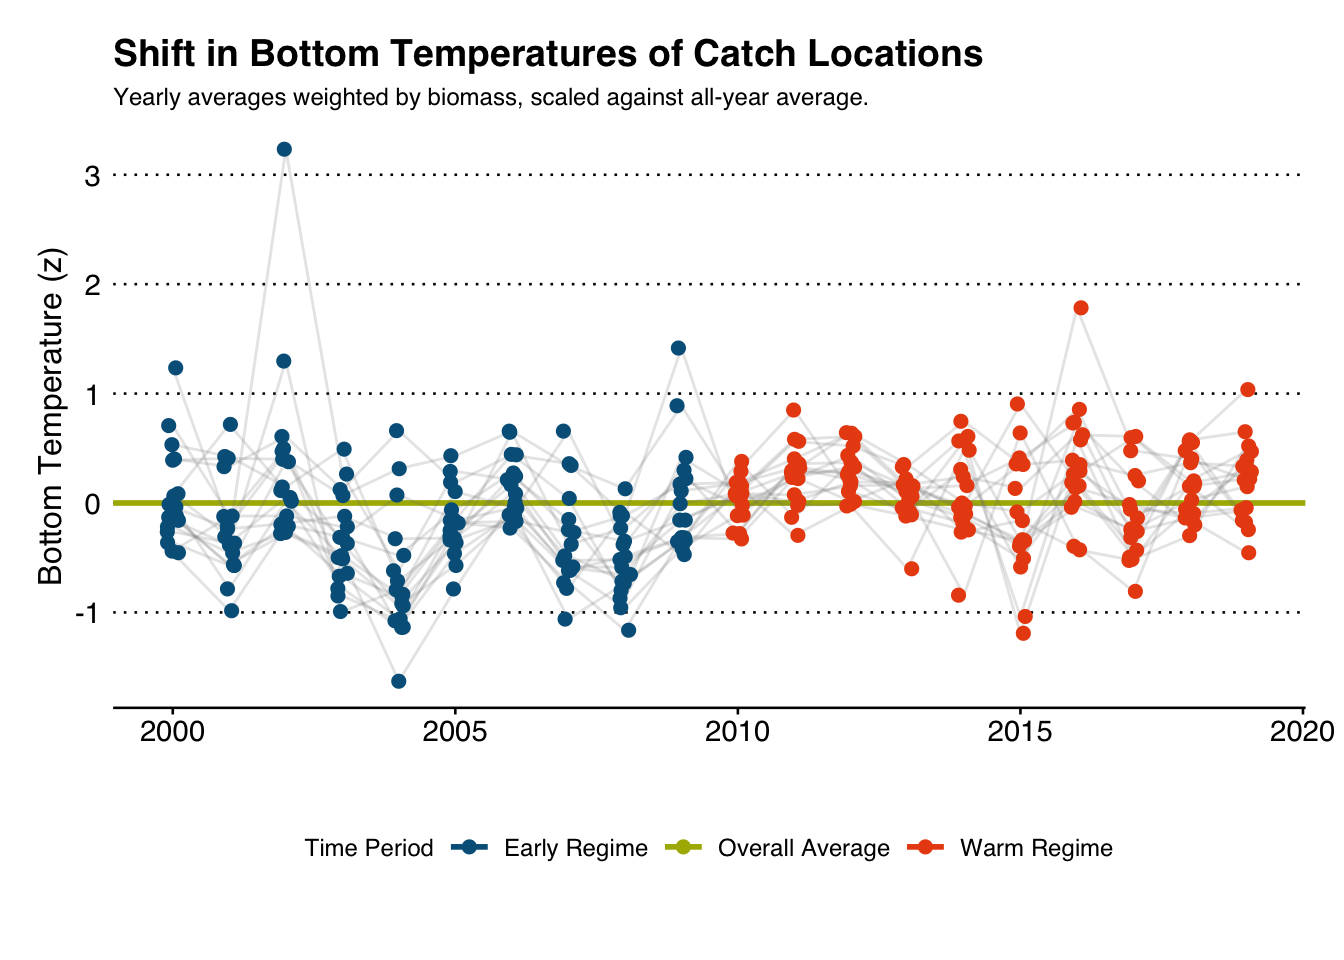 Shift in Bottom Temperatures of Catch Locations
Yearly averages weighted by biomass, scaled against all-year average.
Bottom Temperature (z)
3
2
1
0
-1
2000 2005 2010 2015 2020
Time Period Early Regime Overall Average Warm Regime